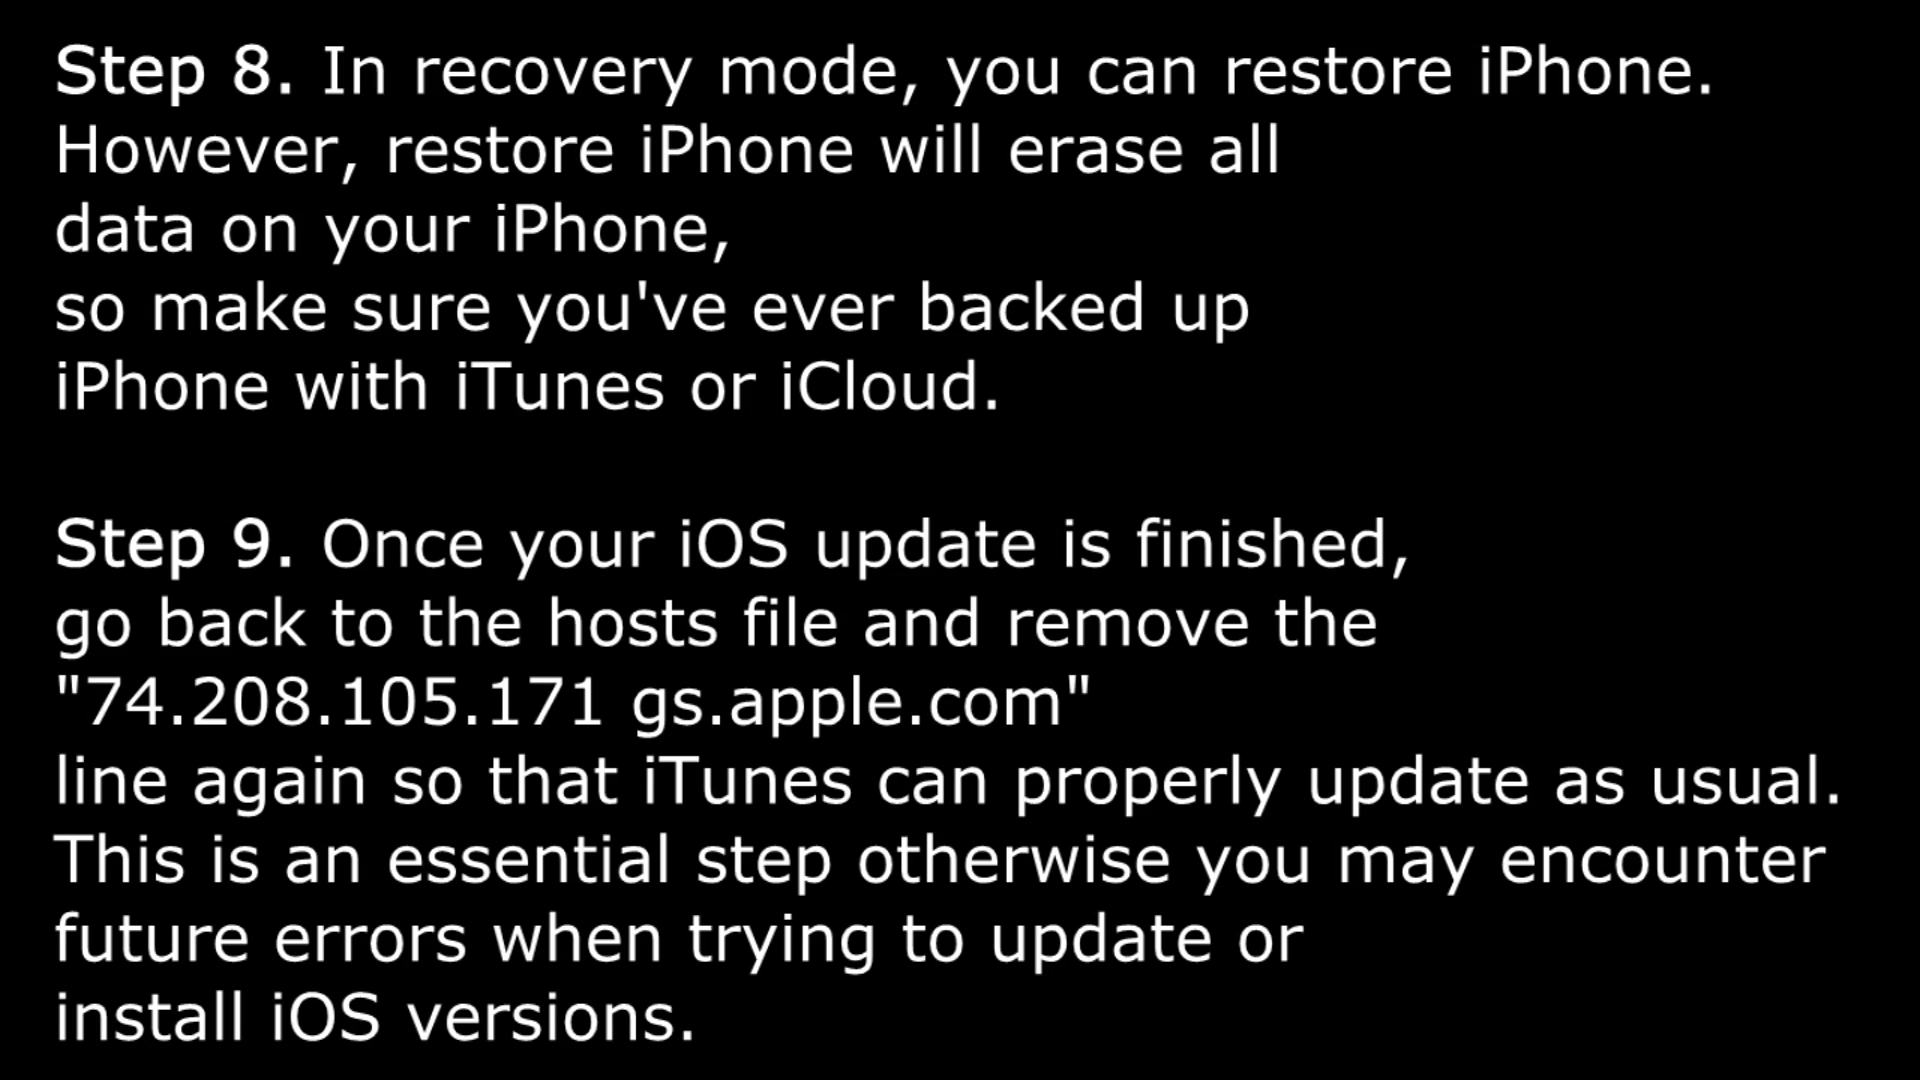 Step 8. In recovery mode, you can restore iPhone.
However, restore iPhone will erase all
data on your iPhone,
so make sure you've ever backed up
iPhone with iTunes or iCloud.
Step 9. Once your iOS update is finished,
go back to the hosts file and remove the
"74.208.105.171 gs.apple.com"
line again so that iTunes can properly update as usual.
This is an essential step otherwise you may encounter
future errors when trying to update or
install iOS versions.